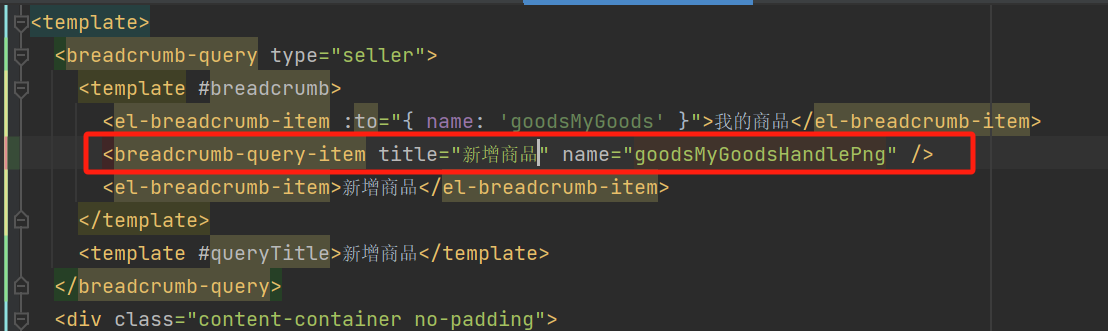 <template>
<breadcrumb-query type="seller">
<template #breadcrumb>
<el-breadcrumb-item :to="{ name: 'goodsMyGoods' }">我的商品</el-breadcrumb-item>
<breadcrumb-query-item title="新增商品" name="goodsMyGoodsHandlePng" />
<el-breadcrumb-item>新增商品</el-breadcrumb-item>
</template>
<template #queryTitle>新增商品</template>
</breadcrumb-query>
<div class="content-container no-padding">